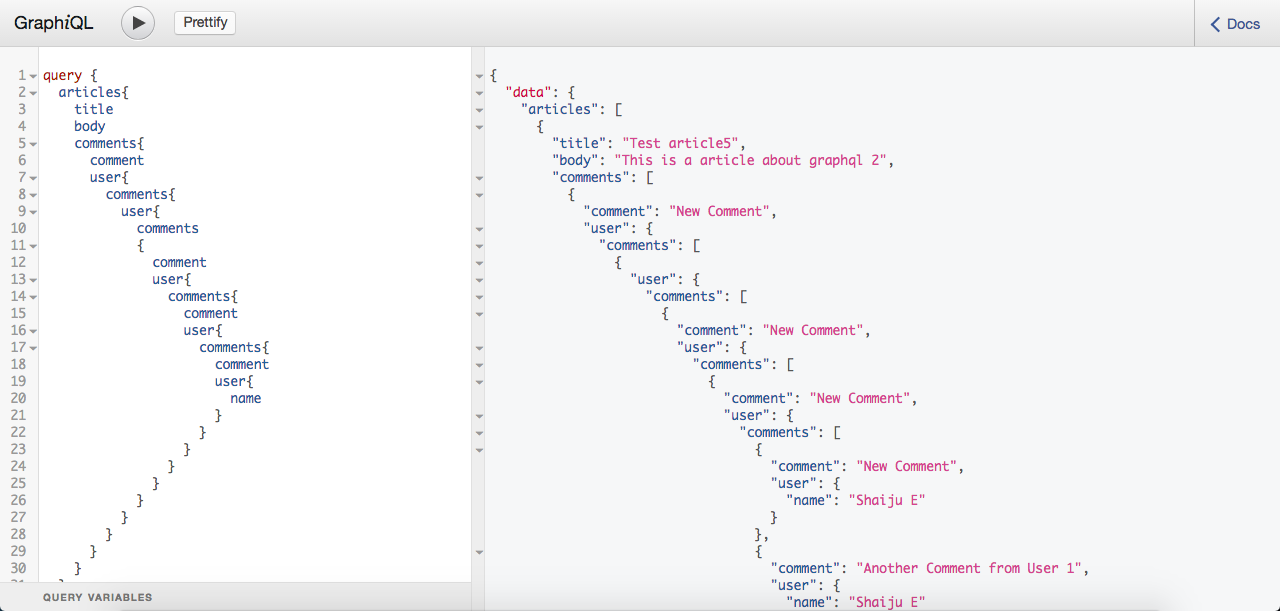 GraphiQL
Prettify
Docs
1 query {
2 articles{
3 title
4 body
5 comments{
6 comment
7 user{
8 comments{
9 user{
10 comments
11 {
12 comment
13 user{
14 comments{
15 comment
16 user{
17 comments{
18 comment
19 user{
20 name
21 }
22 }
23 }
24 }
25 }
26 }
27 }
28 }
29 }
30 }
QUERY VARIABLES
{
"data": {
"articles": [
{
"title": "Test article5",
"body": "This is a article about graphql 2",
"comments": [
{
"comment": "New Comment",
"user": {
"comments": [
{
"user": {
"comments": [
{
"comment": "New Comment",
"user": {
"comments": [
{
"comment": "New Comment",
"user": {
"comments": [
{
"comment": "New Comment",
"user": {
"name": "Shaiju E"
}
},
{
"comment": "Another Comment from User 1",
"user": {
"name": "Shaiju E"